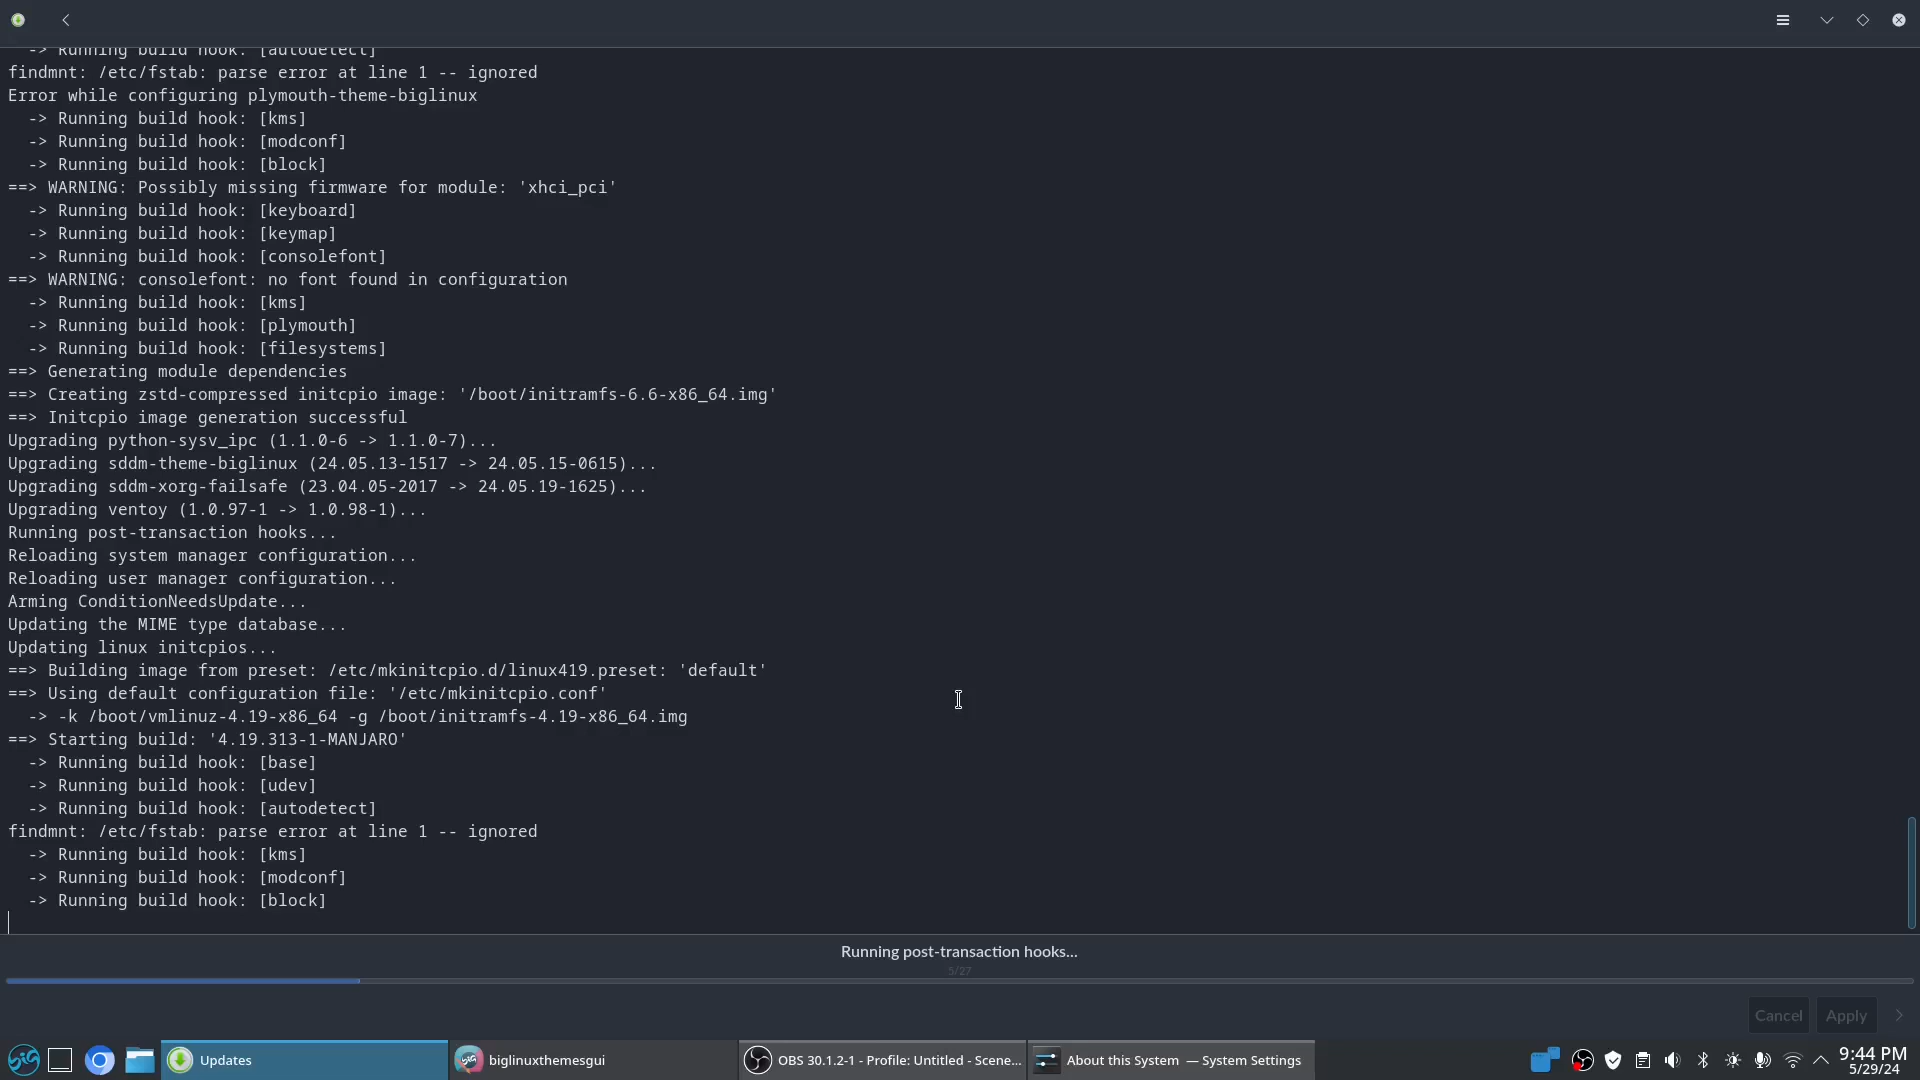 -> Running build hook: [autodetect]
findmnt: /etc/fstab: parse error at line 1 -- ignored
Error while configuring plymouth-theme-biglinux
-> Running build hook: [kms]
-> Running build hook: [modconf]
-> Running build hook: [block]
==> WARNING: Possibly missing firmware for module: 'xhci_pci'
-> Running build hook: [keyboard]
-> Running build hook: [keymap]
-> Running build hook: [consolefont]
==> WARNING: consolefont: no font found in configuration
-> Running build hook: [kms]
-> Running build hook: [plymouth]
-> Running build hook: [filesystems]
==> Generating module dependencies
==> Creating zstd-compressed initcpio image: '/boot/initramfs-6.6-x86_64.img'
==> Initcpio image generation successful
Upgrading python-sysv_ipc (1.1.0-6 -> 1.1.0-7)...
Upgrading sddm-theme-biglinux (24.05.13-1517 -> 24.05.15-0615)...
Upgrading sddm-xorg-failsafe (23.04.05-2017 -> 24.05.19-1625)...
Upgrading ventoy (1.0.97-1 -> 1.0.98-1)...
Running post-transaction hooks...
Reloading system manager configuration...
Reloading user manager configuration...
Arming ConditionNeedsUpdate...
Updating the MIME type database...
Updating linux initcpios...
==> Building image from preset: /etc/mkinitcpio.d/linux419.preset: 'default'
==> Using default configuration file: '/etc/mkinitcpio.conf'
-> -k /boot/vmlinuz-4.19-x86_64 -g /boot/initramfs-4.19-x86_64.img
==> Starting build: '4.19.313-1-MANJARO'
-> Running build hook: [base]
-> Running build hook: [udev]
-> Running build hook: [autodetect]
findmnt: /etc/fstab: parse error at line 1 -- ignored
-> Running build hook: [kms]
-> Running build hook: [modconf]
-> Running build hook: [block]
Running post-transaction hooks...
5/27
Cancel Apply
Updates biglinuxthemesgui OBS 30.1.2-1 - Profile: Untitled - Scene... About this System — System Settings 9:44 PM
5/29/24